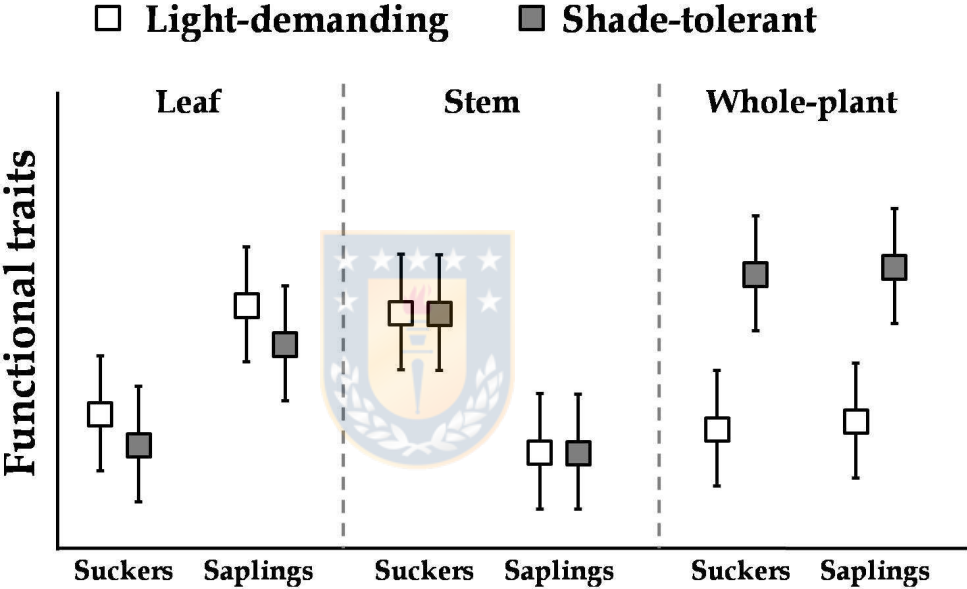 Light-demanding Shade-tolerant
Leaf Stem Whole-plant
Functional traits
Suckers Saplings Suckers Saplings Suckers Saplings